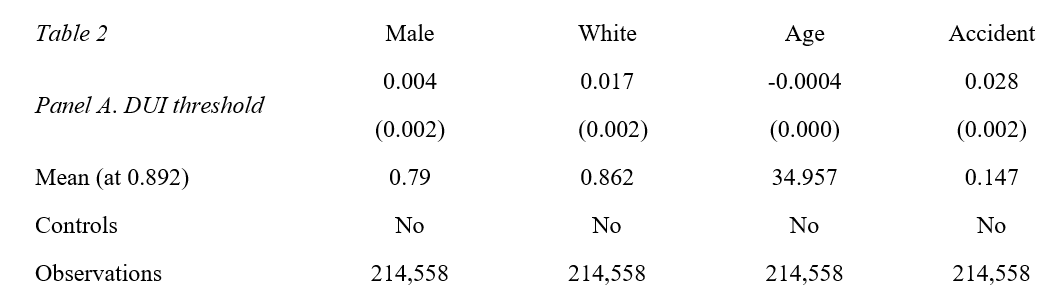 Table 2 Male White Age Accident
0.004 0.017 -0.0004 0.028
Panel A. DUI threshold
(0.002) (0.002) (0.000) (0.002)
Mean (at 0.892) 0.79 0.862 34.957 0.147
Controls No No No No
Observations 214,558 214,558 214,558 214,558